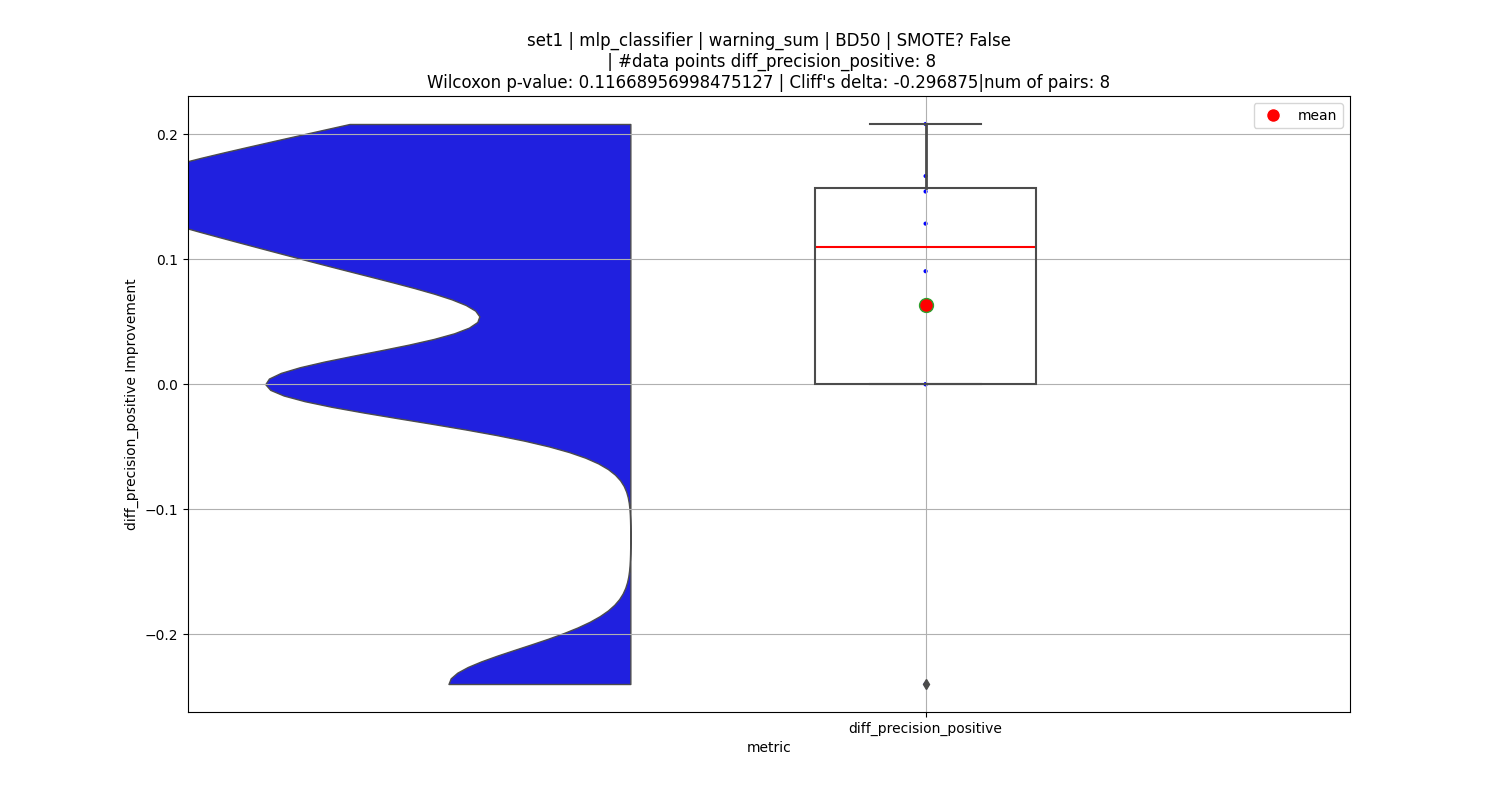 set1 | mlp_classifier | warning_sum | BD50 | SMOTE? False
| #data points diff_precision_positive: 8
Wilcoxon p-value: 0.11668956998475127 | Cliff's delta: -0.296875|num of pairs: 8
mean
0.2
0.1
0.0
−0.1
−0.2
diff_precision_positive Improvement
diff_precision_positive
metric